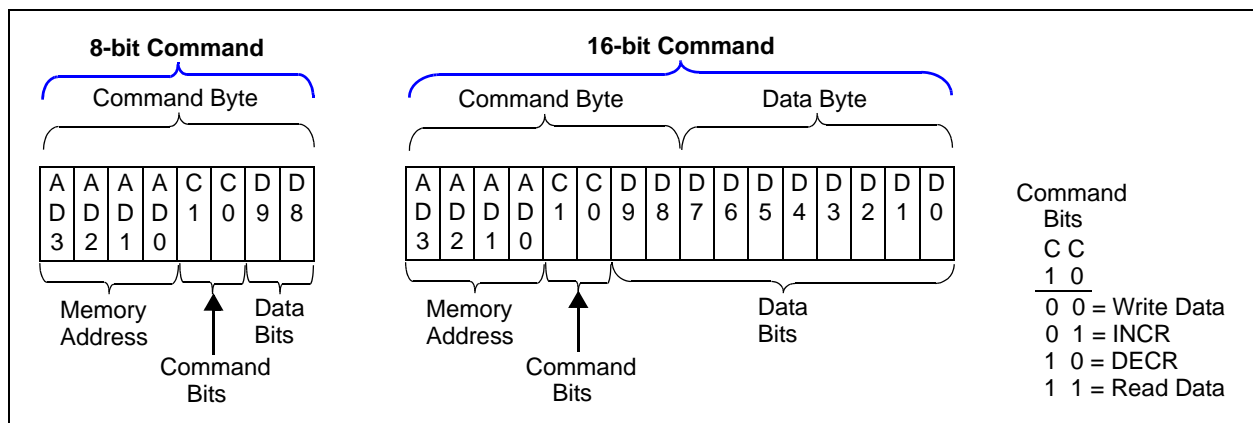 8-bit Command
16-bit Command
Command Byte
Command Byte
Data Byte
A A A A C C D D
D D D D 1 0 9 8
3 2 1 0
A A A A C C D D D D D D D D D D
D D D D 1 0 9 8 7 6 5 4 3 2 1 0
3 2 1 0
Memory
Address
Data
Bits
Command
Bits
Memory
Address
Data
Bits
Command
Bits
Command
Bits
C C
1 0
0 0 = Write Data
0 1 = INCR
1 0 = DECR
1 1 = Read Data